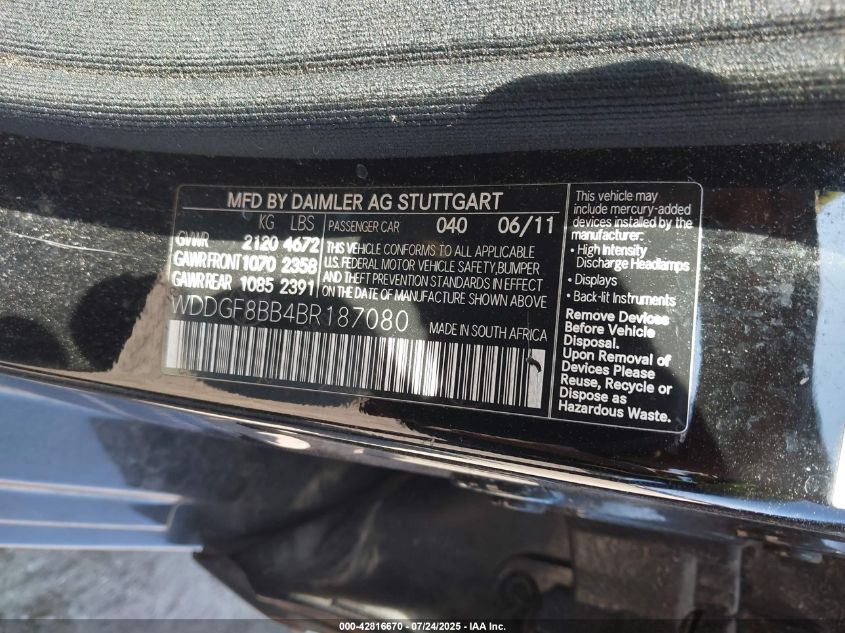 MFD BY DAIMLER AG STUTTGART
KG LBS PASSENGER CAR 040 06/11
GVWR 2120 4672
GAWR FRONT 1070 2358
GAWR REAR 1085 2391
THIS VEHICLE CONFORMS TO ALL APPLICABLE
U.S. FEDERAL MOTOR VEHICLE SAFETY, BUMPER
AND THEFT PREVENTION STANDARDS IN EFFECT
ON THE DATE OF MANUFACTURE SHOWN ABOVE
WDDGF8BB4BR187080
MADE IN SOUTH AFRICA
This vehicle may
include mercury-added
devices installed by the
manufacturer:
• High Intensity
Discharge Headlamps
• Displays
• Back-lit Instruments
Remove Devices
Before Vehicle
Disposal.
Upon Removal of
Devices Please
Reuse, Recycle or
Dispose as
Hazardous Waste.
000-42816670 - 07/24/2025 - IAA Inc.